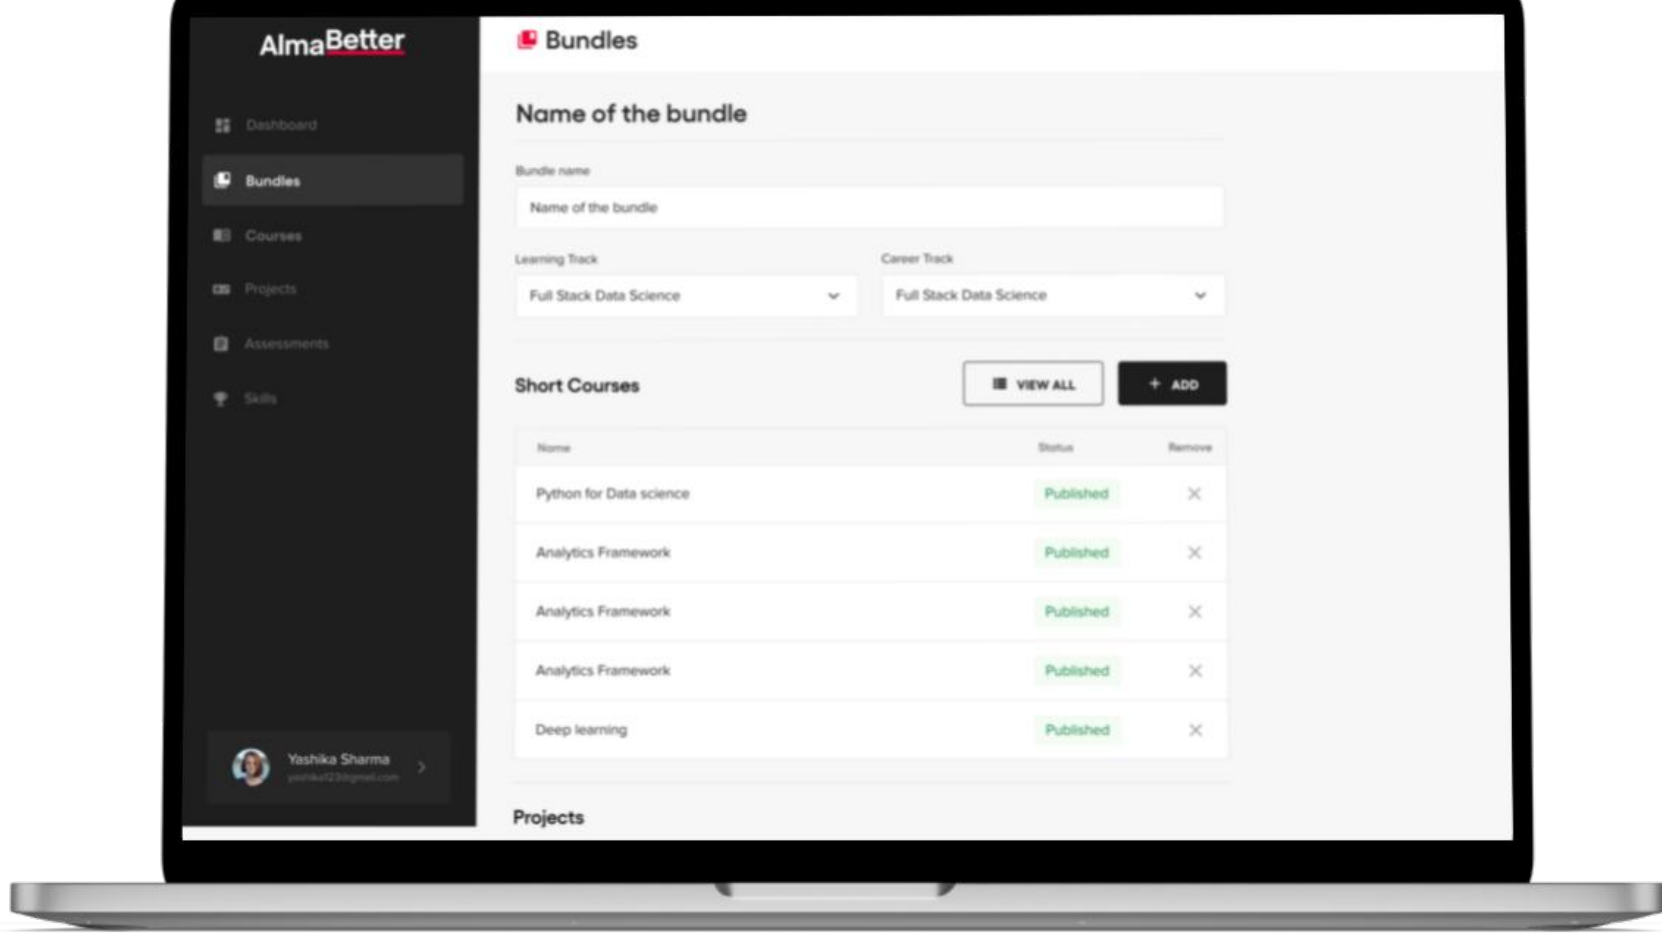 AlmaBetter
Dashboard
Bundles
Courses
Projects
Assessments
Skills
Yashika Sharma
yashika123@gmail.com
Bundles
Name of the bundle
Bundle name
Name of the bundle
Learning Track
Career Track
Full Stack Data Science
Full Stack Data Science
Short Courses
VIEW ALL
+ ADD
Name Status Remove
Python for Data science Published
Analytics Framework Published
Analytics Framework Published
Analytics Framework Published
Deep learning Published
Projects